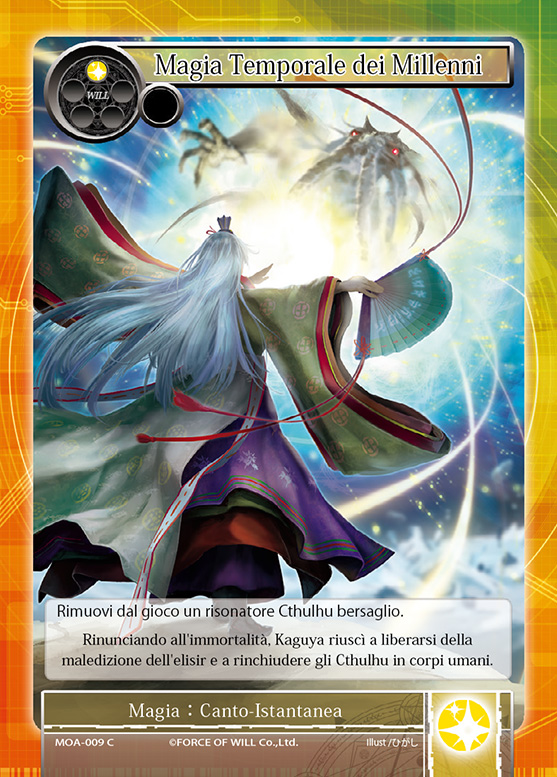 Magia Temporale dei Millenni
WILL
Rimuovi dal gioco un risonatore Cthulhu bersaglio.
Rinunciando all'immortalità, Kaguya riuscì a liberarsi della
maledizione dell'elisir e a rinchiudere gli Cthulhu in corpi umani.
Magia : Canto-Istantanea
MOA-009 C ©FORCE OF WILL Co.,Ltd. Illust /ひがし